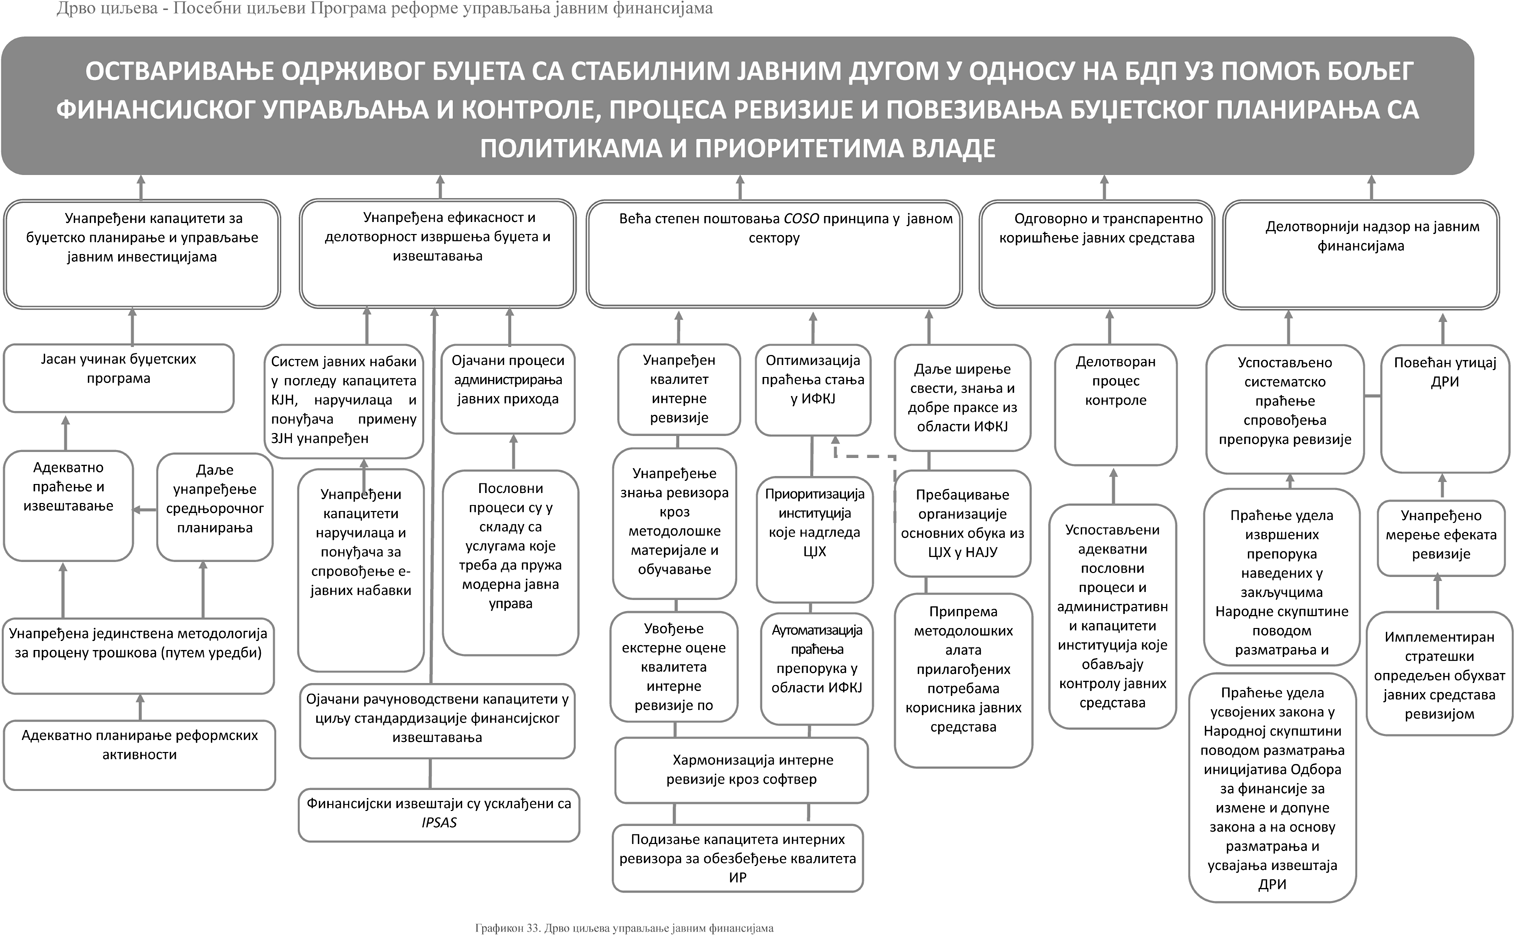 Дрво циљева - Посебни циљеви Програма реформе управљања јавним финансијама
ОСТВАРИВАЊЕ ОДРЖИВОГ БУЏЕТА СА СТАБИЛНИМ ЈАВНИМ ДУГОМ У ОДНОСУ НА БДП УЗ ПОМОЋ БОЉЕГ
ФИНАНСИЈСКОГ УПРАВЉАЊА И КОНТРОЛЕ, ПРОЦЕСА РЕВИЗИЈЕ И ПОВЕЗИВАЊА БУЏЕТСКОГ ПЛАНИРАЊА СА
ПОЛИТИКАМА И ПРИОРИТЕТИМА ВЛАДЕ
Унапређени капацитети за
буџетско планирање и управљање
јавним инвестицијама
Унапређена ефикасност и
делотворност извршења буџета и
извештавања
Већа степен поштовања COSO принципа у јавном
сектору
Одговорно и транспарентно
коришћење јавних средстава
Делотворнији надзор на јавним
финансијама
Јасан учинак буџетских
програма
Адекватно
праћење и
извештавање
Даље
унапређење
средњорочног
планирања
Унапређена јединствена методологија
за процену трошкова (путем уредби)
Адекватно планирање реформских
активности
Систем јавних набаки
у погледу капацитета
КЈН, наручилаца и
понуђача примену
ЗЈН унапређен
Унапређени
капацитети
наручилаца и
понуђача за
спровођење е-
јавних набавки
Ојачани процеси
администрирања
јавних прихода
Пословни
процеси су у
складу са
услугама које
треба да пружа
модерна јавна
управа
Ојачани рачуноводствени капацитети у
циљу стандардизације финансијског
извештавања
Финансијски извештаји су усклађени са
IPSAS
Унапређен
квалитет
интерне
ревизије
Унапређење
знања ревизора
кроз
методолошке
материјале и
обучавање
Увођење
екстерне оцене
квалитета
интерне
ревизије по
Оптимизација
праћења стања
у ИФКЈ
Приоритизација
институција
које надгледа
ЦЈХ
Аутоматизација
праћења
препорука у
области ИФКЈ
Хармонизација интерне
ревизије кроз софтвер
Подизање капацитета интерних
ревизора за обезбеђење квалитета
ИР
Даље ширење
свести, знања и
добре праксе из
области ИФКЈ
Пребацивање
организације
основних обука из
ЦЈХ у НАЈУ
Припрема
методолошких
алата
прилагођених
потребама
корисника јавних
средстава
Делотворан
процес
контроле
Успостављени
адекватни
пословни
процеси и
административн
и капацитети
институција које
обављају
контролу јавних
средстава
Успостављено
систематско
праћење
спровођења
препорука ревизије
Праћење удела
извршених
препорука
наведених у
закључцима
Народне скупштине
поводом
разматрања и
Праћење удела
усвојених закона у
Народној скупштини
поводом разматрања
иницијатива Одбора
за финансије за
измене и допуне
закона а на основу
разматрања и
усвајања извештаја
ДРИ
Повећан утицај
ДРИ
Унапређено
мерење ефеката
ревизије
Имплементиран
стратешки
опредељен обухват
јавних средстава
ревизијом
Графикон 33. Дрво циљева управљање јавним финансијама